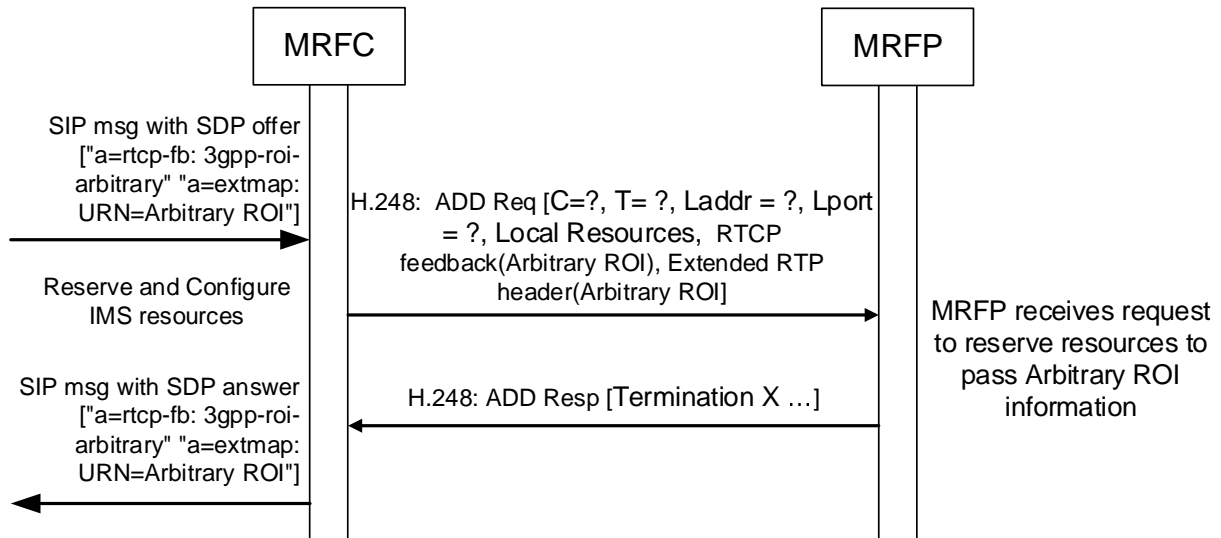 MRFC
MRFP
SIP msg with SDP offer
["a=rtcp-fb: 3gpp-roi-
arbitrary" "a=extmap:
URN=Arbitrary ROI"]
H.248: ADD Req [C=?, T= ?, Laddr = ?, Lport
= ?, Local Resources, RTCP
feedback(Arbitrary ROI), Extended RTP
header(Arbitrary ROI]
Reserve and Configure
IMS resources
MRFP receives request
to reserve resources to
pass Arbitrary ROI
information
SIP msg with SDP answer
["a=rtcp-fb: 3gpp-roi-
arbitrary" "a=extmap:
URN=Arbitrary ROI"]
H.248: ADD Resp [Termination X ...]